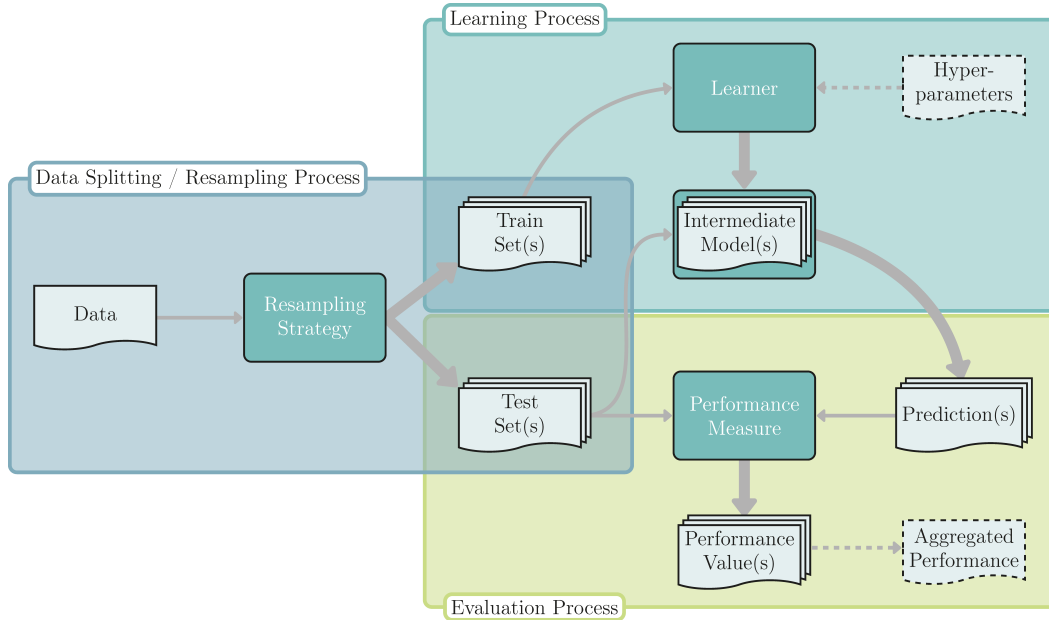 Learning Process
Learner
Hyper-
parameters
Data Splitting / Resampling Process
Train
Set(s)
Intermediate
Model(s)
Data
Resampling
Strategy
Test
Set(s)
Performance
Measure
Prediction(s)
Performance
Value(s)
Aggregated
Performance
Evaluation Process